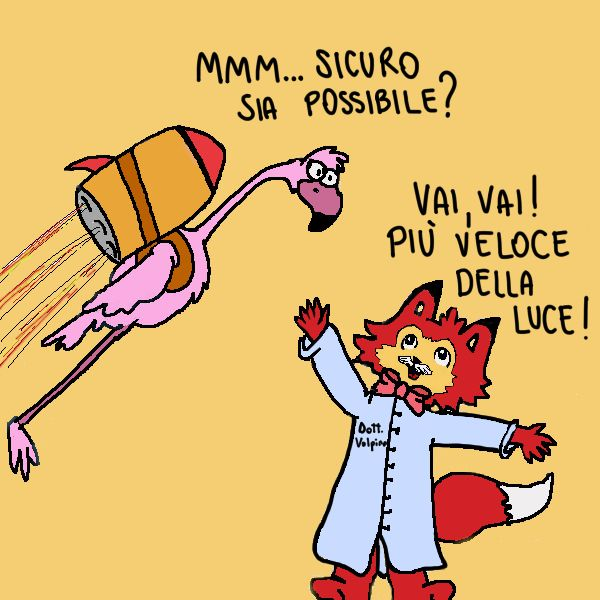 MMM... SICURO
SIA POSSIBILE?
VAI, VAI!
PIÙ VELOCE
DELLA
LUCE!
Dott.
Volpino